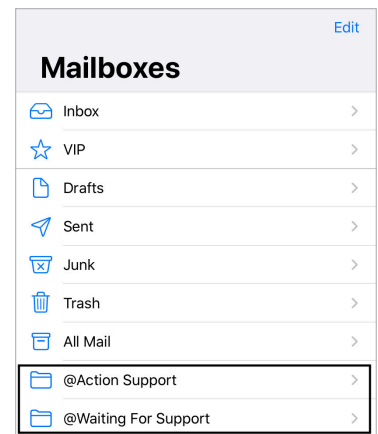 Edit
Mailboxes
Inbox
VIP
Drafts
Sent
Junk
Trash
All Mail
@Action Support
@Waiting For Support